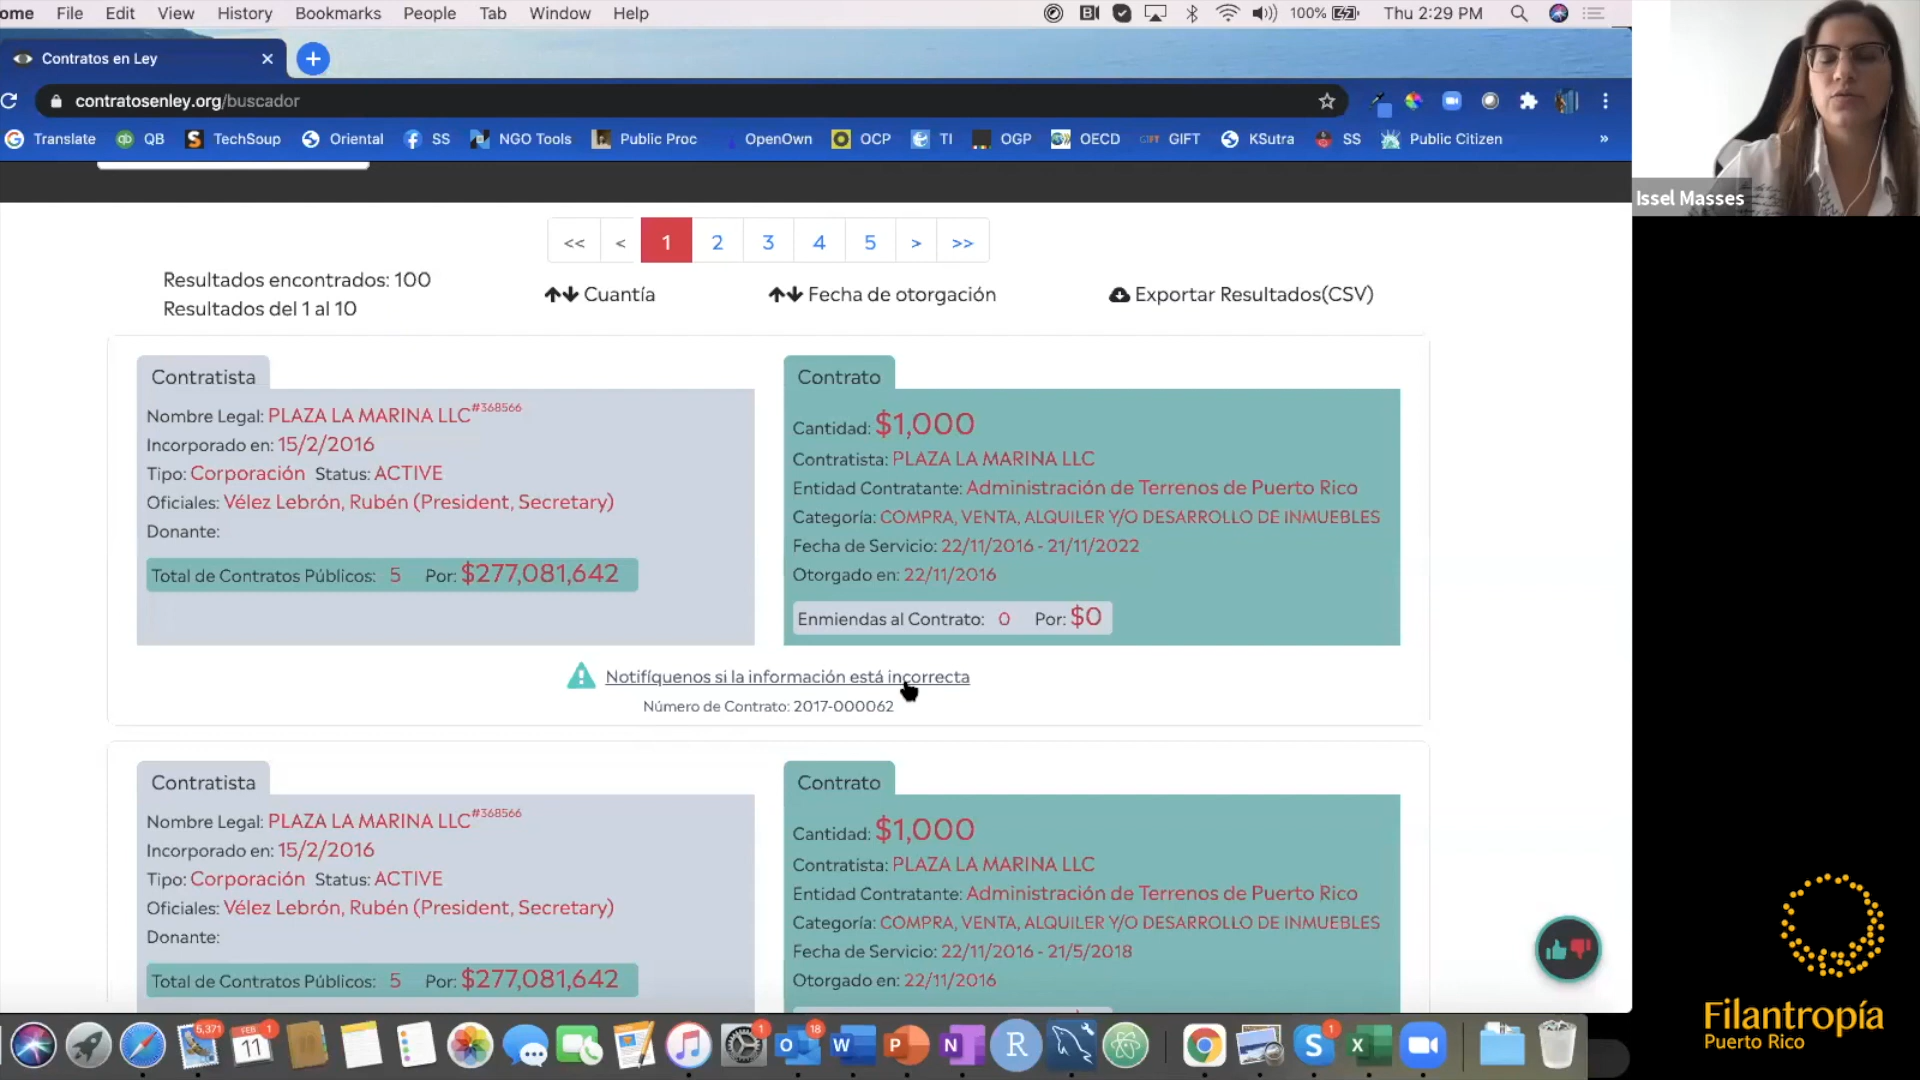 ome File Edit View History Bookmarks People Tab Window Help 100% Thu 2:29 PM
Contratos en Ley
contratosenley.org/buscador
Translate QB TechSoup Oriental SS NGO Tools Public Proc OpenOwn OCP TI OGP OECD GIFT KSutra SS Public Citizen »
Issel Masses
<< < 1 2 3 4 5 > >>
Resultados encontrados: 100
Resultados del 1 al 10
Cuantía Fecha de otorgación Exportar Resultados(CSV)
Contratista
Nombre Legal: PLAZA LA MARINA LLC #368566
Incorporado en: 15/2/2016
Tipo: Corporación Status: ACTIVE
Oficiales: Vélez Lebrón, Rubén (President, Secretary)
Donante:
Total de Contratos Públicos: 5 Por: $277,081,642
Contrato
Cantidad: $1,000
Contratista: PLAZA LA MARINA LLC
Entidad Contratante: Administración de Terrenos de Puerto Rico
Categoría: COMPRA, VENTA, ALQUILER Y/O DESARROLLO DE INMUEBLES
Fecha de Servicio: 22/11/2016 - 21/11/2022
Otorgado en: 22/11/2016
Enmiendas al Contrato: 0 Por: $0
Notifíquenos si la información está incorrecta
Número de Contrato: 2017-000062
Contratista
Nombre Legal: PLAZA LA MARINA LLC #368566
Incorporado en: 15/2/2016
Tipo: Corporación Status: ACTIVE
Oficiales: Vélez Lebrón, Rubén (President, Secretary)
Donante:
Total de Contratos Públicos: 5 Por: $277,081,642
Contrato
Cantidad: $1,000
Contratista: PLAZA LA MARINA LLC
Entidad Contratante: Administración de Terrenos de Puerto Rico
Categoría: COMPRA, VENTA, ALQUILER Y/O DESARROLLO DE INMUEBLES
Fecha de Servicio: 22/11/2016 - 21/5/2018
Otorgado en: 22/11/2016
5,371 FEB 11 1 1 18 1
Filantropía
Puerto Rico